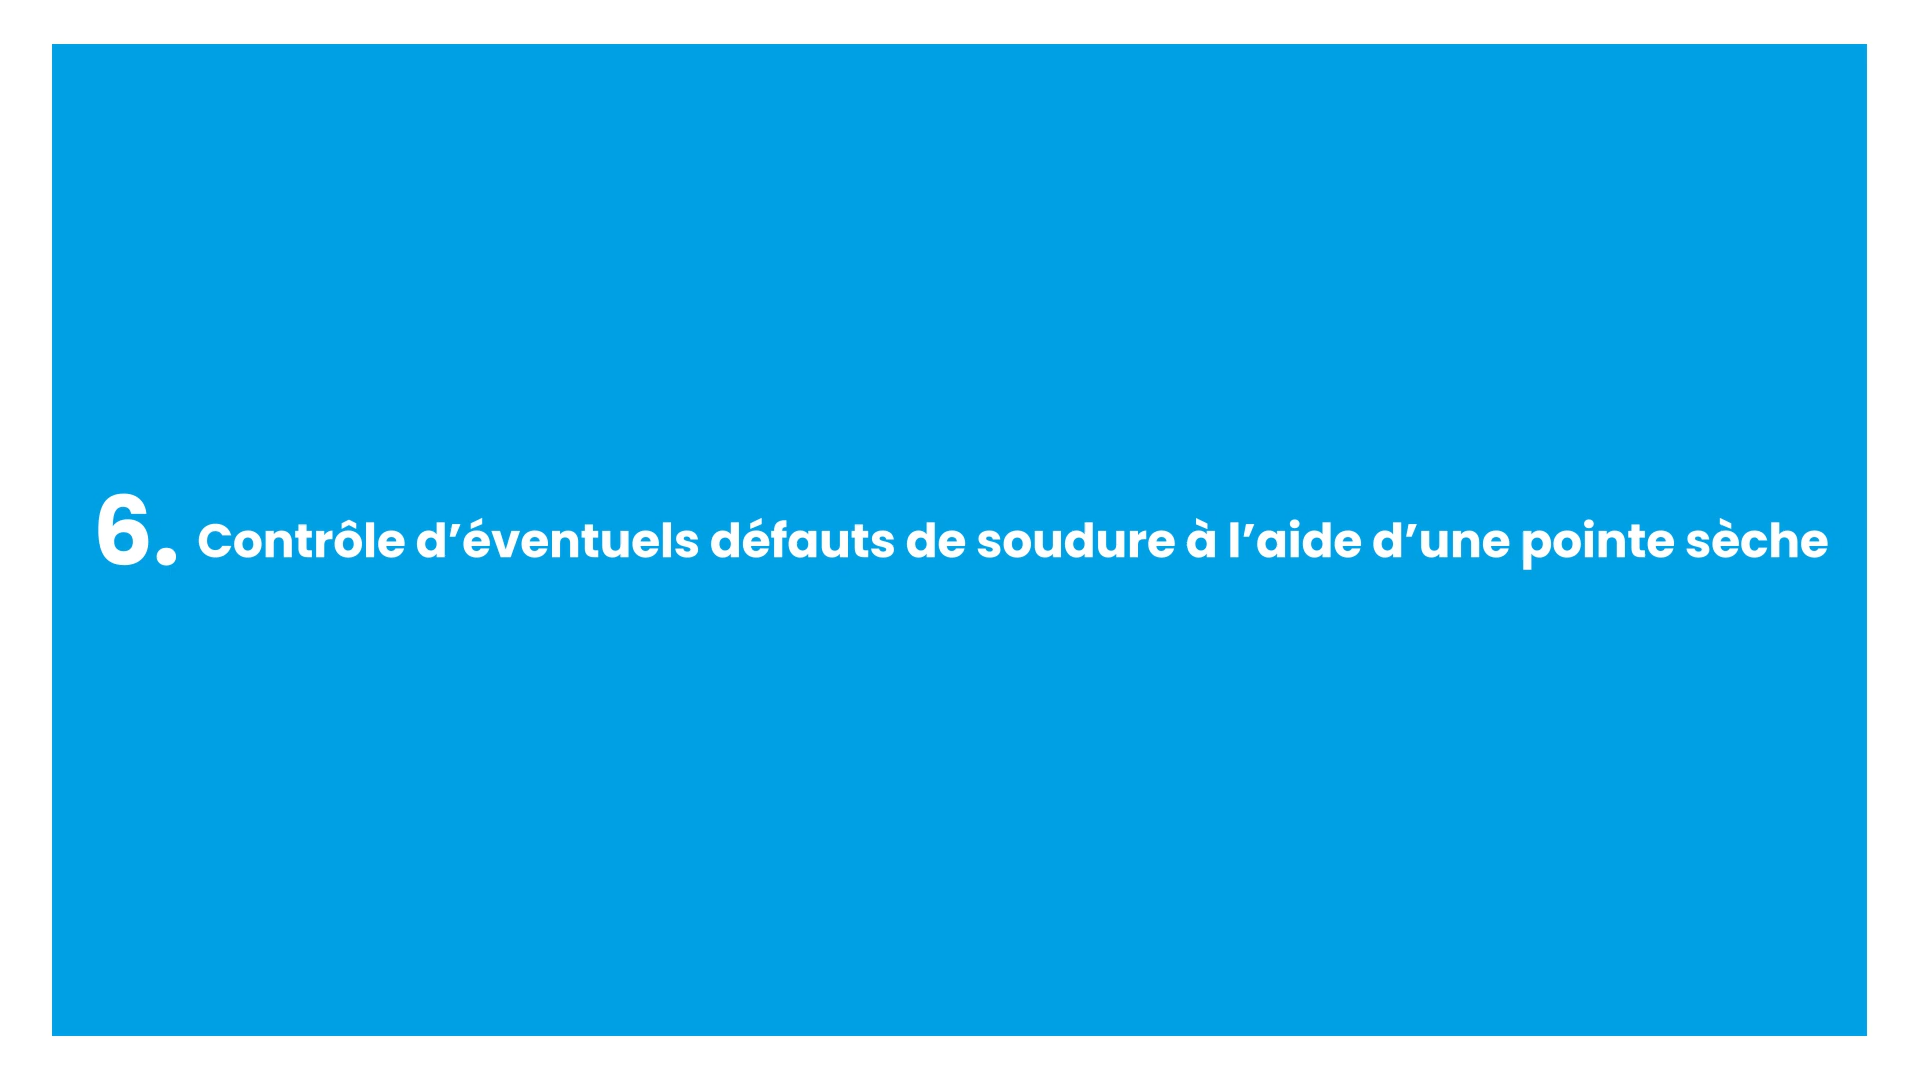 6. Contrôle d’éventuels défauts de soudure à l’aide d’une pointe sèche